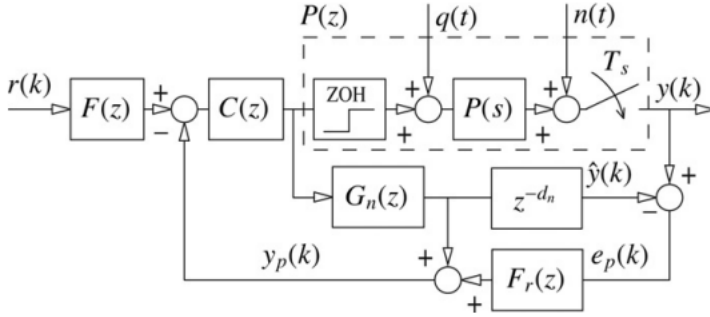 P(z)
q(t)
n(t)
r(k)
F(z)
+
−
C(z)
ZOH
+
+
P(s)
+
+
T_s
y(k)
G_n(z)
z^{-d_n}
ŷ(k)
+
−
y_p(k)
+
+
F_r(z)
e_p(k)